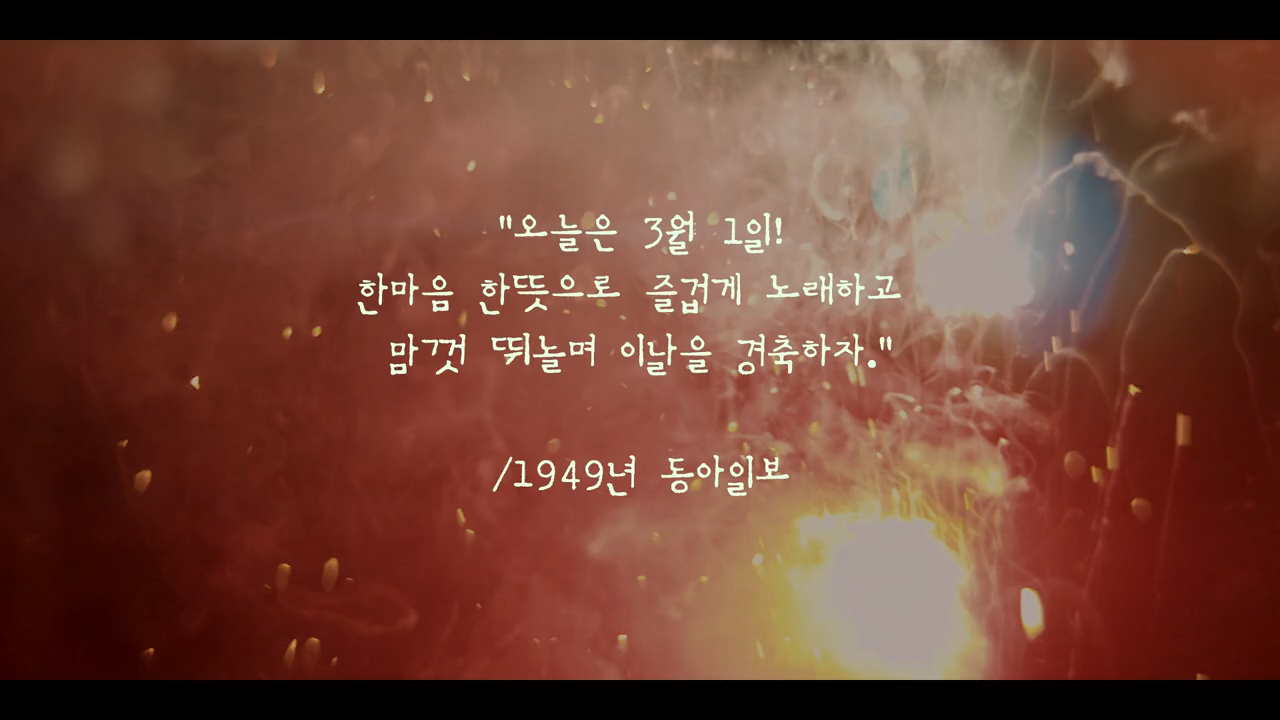 "오늘은 3월 1일!
한마음 한뜻으로 즐겁게 노래하고
맘껏 뛰놀며 이날을 경축하자."
/1949년 동아일보